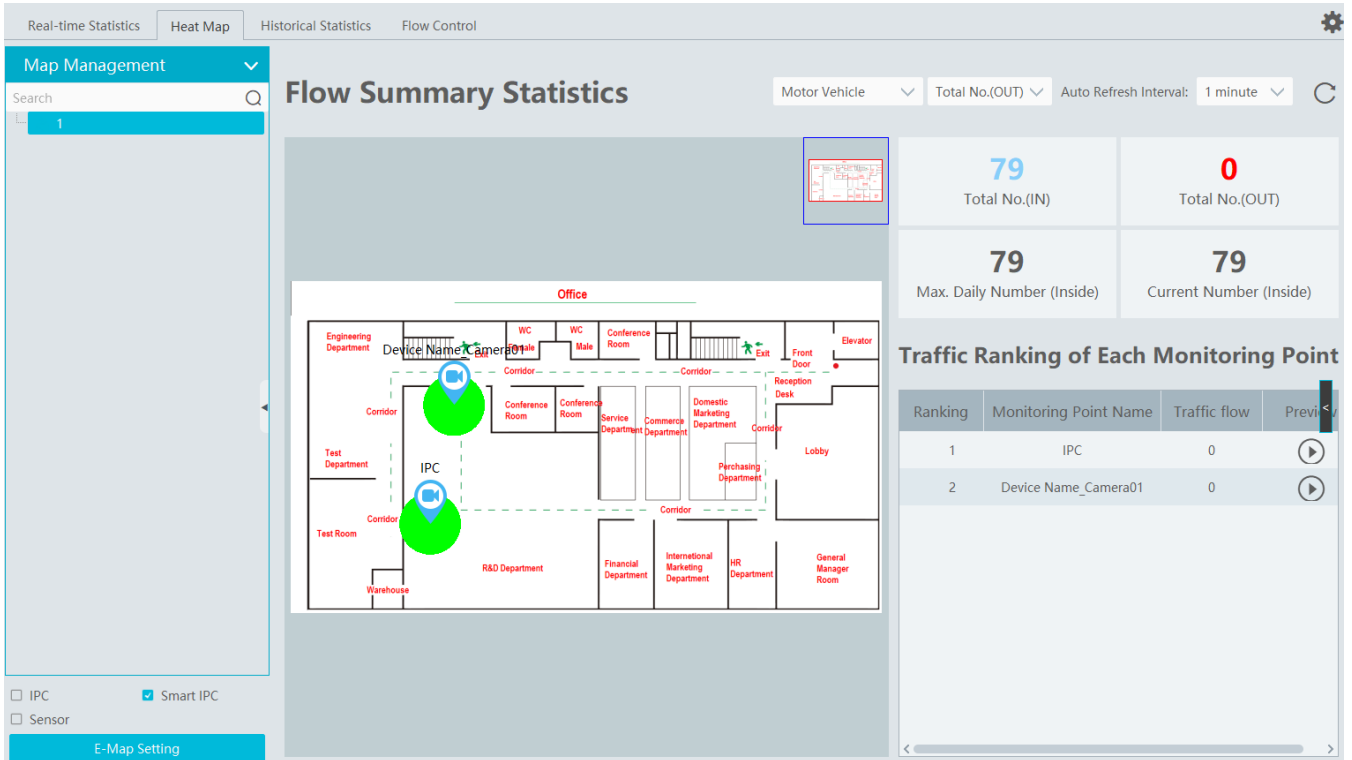 Real-time Statistics Heat Map Historical Statistics Flow Control
Map Management
Search
1
IPC Smart IPC
Sensor
E-Map Setting
Flow Summary Statistics
Motor Vehicle Total No.(OUT) Auto Refresh Interval: 1 minute
Office
Engineering
Department
WC
WC
Male
Conference
Room
Exit
Front
Door
Elevator
Device Name_Camera01
Corridor
Corridor
Reception
Desk
Corridor
Conference
Room
Conference
Room
Service
Department
Commerce
Department
Domestic
Marketing
Department
Corridor
Test
Department
IPC
Perchasing
Department
Lobby
Corridor
Corridor
Test Room
R&D Department
Financial
Department
Internetional
Marketing
Department
HR
Department
General
Manager
Room
Warehouse
79
Total No.(IN)
0
Total No.(OUT)
79
Max. Daily Number (Inside)
79
Current Number (Inside)
Traffic Ranking of Each Monitoring Point
Ranking Monitoring Point Name Traffic flow
1 IPC 0
2 Device Name_Camera01 0